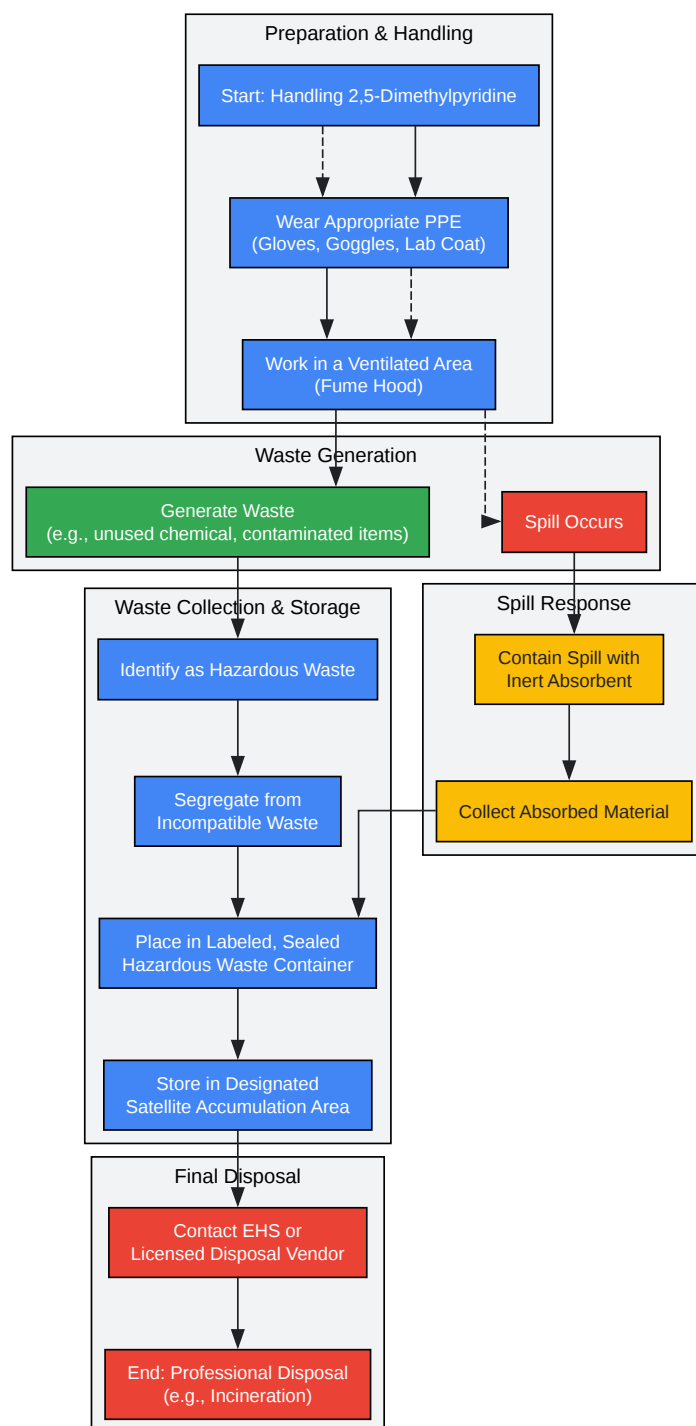 Preparation & Handling
Start: Handling 2,5-Dimethylpyridine
Wear Appropriate PPE
(Gloves, Goggles, Lab Coat)
Work in a Ventilated Area
(Fume Hood)
Waste Generation
Generate Waste
(e.g., unused chemical, contaminated items)
Spill Occurs
Waste Collection & Storage
Identify as Hazardous Waste
Segregate from
Incompatible Waste
Place in Labeled, Sealed
Hazardous Waste Container
Store in Designated
Satellite Accumulation Area
Spill Response
Contain Spill with
Inert Absorbent
Collect Absorbed Material
Final Disposal
Contact EHS or
Licensed Disposal Vendor
End: Professional Disposal
(e.g., Incineration)